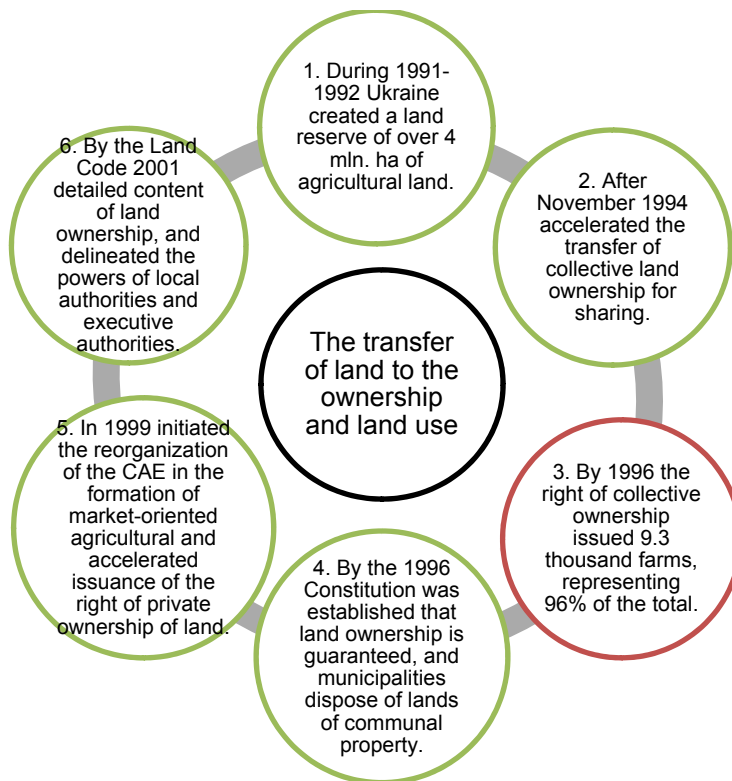 1. During 1991-
1992 Ukraine
created a land
reserve of over 4
mln. ha of
agricultural land.
2. After
November 1994
accelerated the
transfer of
collective land
ownership for
sharing.
3. By 1996 the
right of collective
ownership
issued 9.3
thousand farms,
representing
96% of the total.
4. By the 1996
Constitution was
established that
land ownership is
guaranteed, and
municipalities
dispose of lands
of communal
property.
5. In 1999 initiated
the reorganization
of the CAE in the
formation of
market-oriented
agricultural and
accelerated
issuance of the
right of private
ownership of land.
6. By the Land
Code 2001
detailed content
of land
ownership, and
delineated the
powers of local
authorities and
executive
authorities.
The transfer
of land to the
ownership
and land use